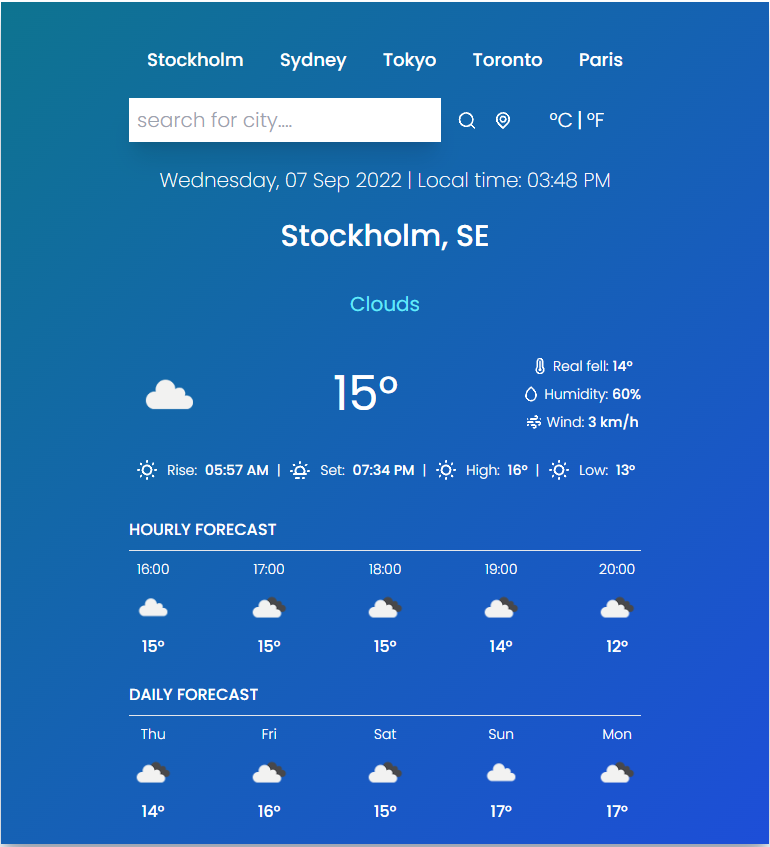 Stockholm Sydney Tokyo Toronto Paris
search for city....
°C | °F
Wednesday, 07 Sep 2022 | Local time: 03:48 PM
Stockholm, SE
Clouds
15°
Real fell: 14°
Humidity: 60%
Wind: 3 km/h
Rise: 05:57 AM | Set: 07:34 PM | High: 16° | Low: 13°
HOURLY FORECAST
16:00 17:00 18:00 19:00 20:00
15° 15° 15° 14° 12°
DAILY FORECAST
Thu Fri Sat Sun Mon
14° 16° 15° 17° 17°